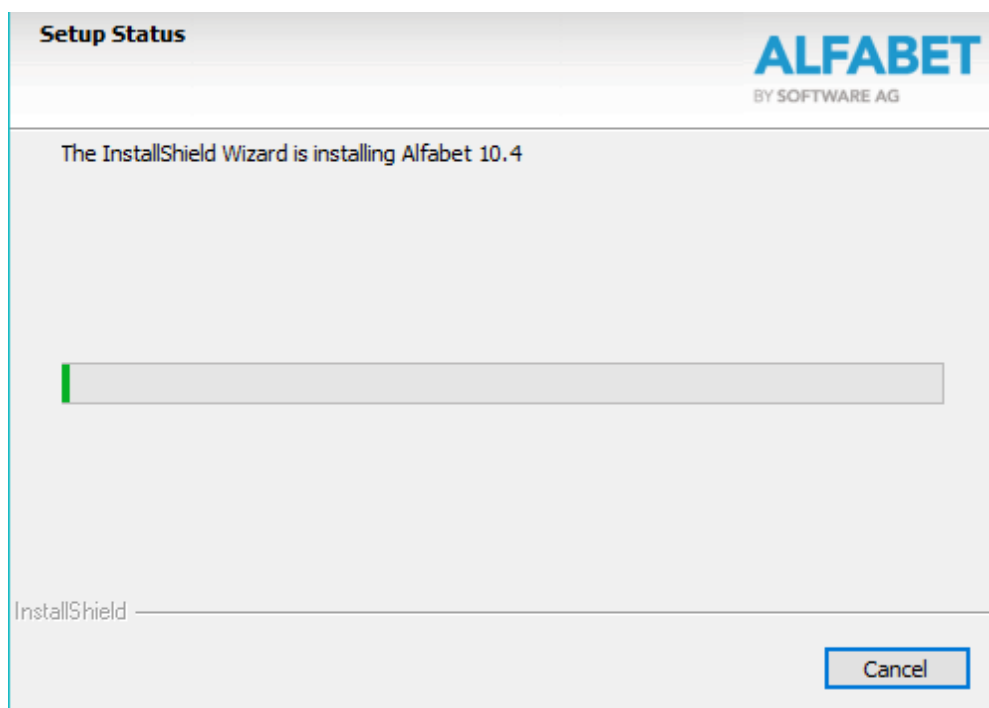 Setup Status
ALFABET
BY SOFTWARE AG
The InstallShield Wizard is installing Alfabet 10.4
InstallShield
Cancel